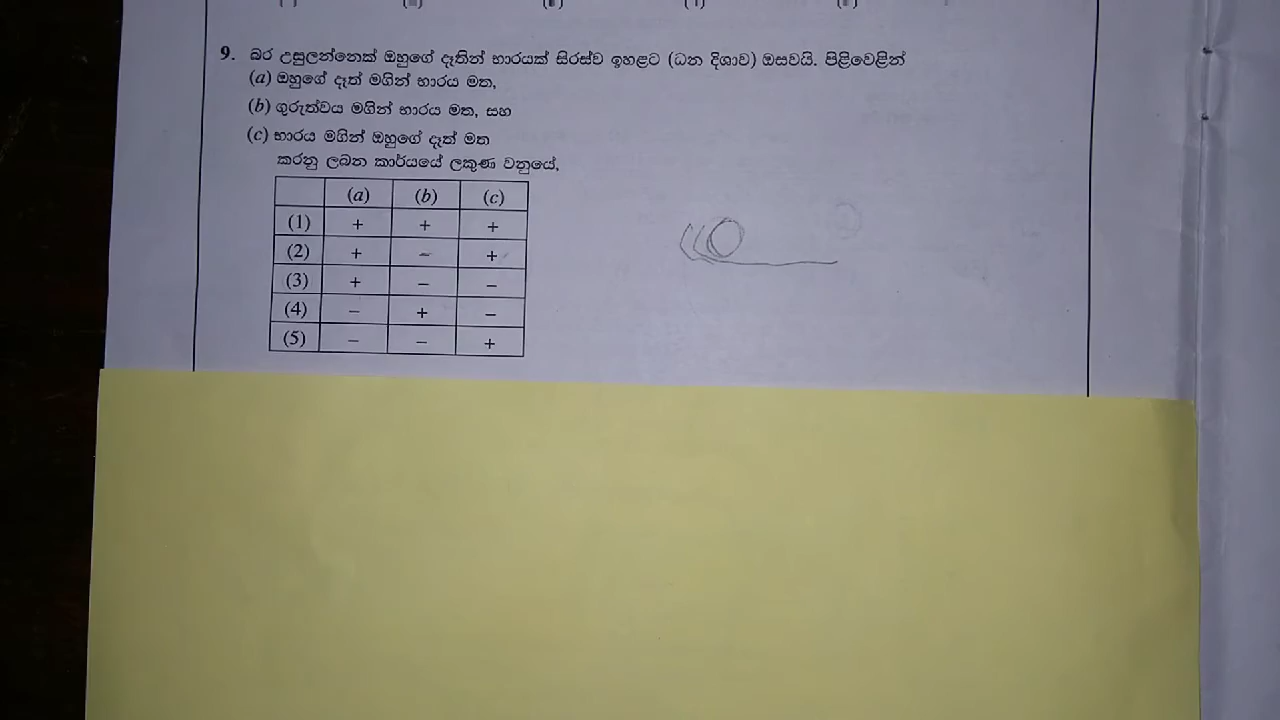 9. බර උසුලන්නෙක් ඔහුගේ දෑතින් භාරයක් සිරස්ව ඉහළට (ධන දිශාව) ඔසවයි. පිළිවෙළින්
(a) ඔහුගේ දෑත් මගින් භාරය මත,
(b) ගුරුත්වය මගින් භාරය මත, සහ
(c) භාරය මගින් ඔහුගේ දෑත් මත
කරනු ලබන කාර්යයේ ලකුණ වනුයේ,
(a) (b) (c)
(1) + + +
(2) + − +
(3) + − −
(4) − + −
(5) − − +